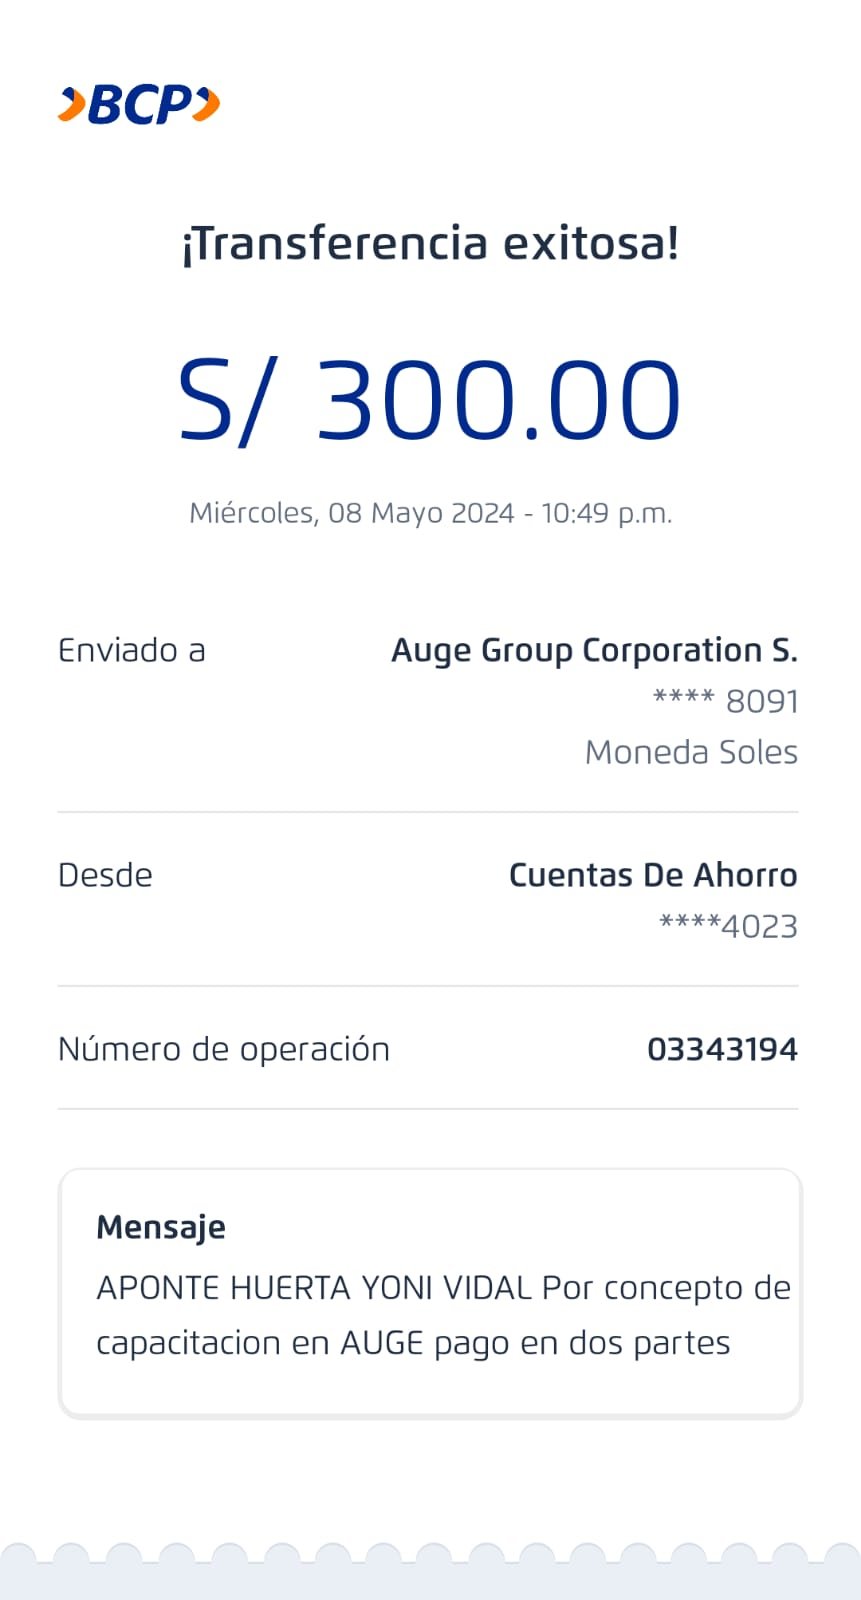 BCP
¡Transferencia exitosa!
S/ 300.00
Miércoles, 08 Mayo 2024 - 10:49 p.m.
Enviado a
Auge Group Corporation S.
**** 8091
Moneda Soles
Desde
Cuentas De Ahorro
****4023
Número de operación
03343194
Mensaje
APONTE HUERTA YONI VIDAL Por concepto de
capacitacion en AUGE pago en dos partes